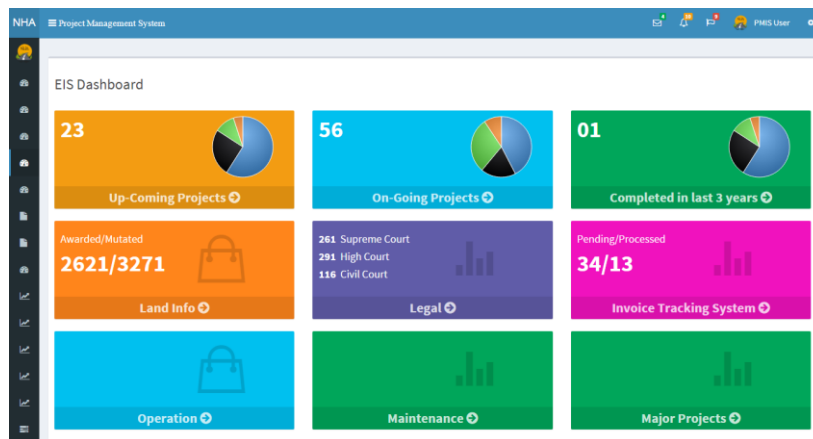 NHA
Project Management System
PMIS User
EIS Dashboard
23
Up-Coming Projects
56
On-Going Projects
01
Completed in last 3 years
Awarded/Mutated
2621/3271
Land Info
261 Supreme Court
291 High Court
116 Civil Court
Legal
Pending/Processed
34/13
Invoice Tracking System
Operation
Maintenance
Major Projects